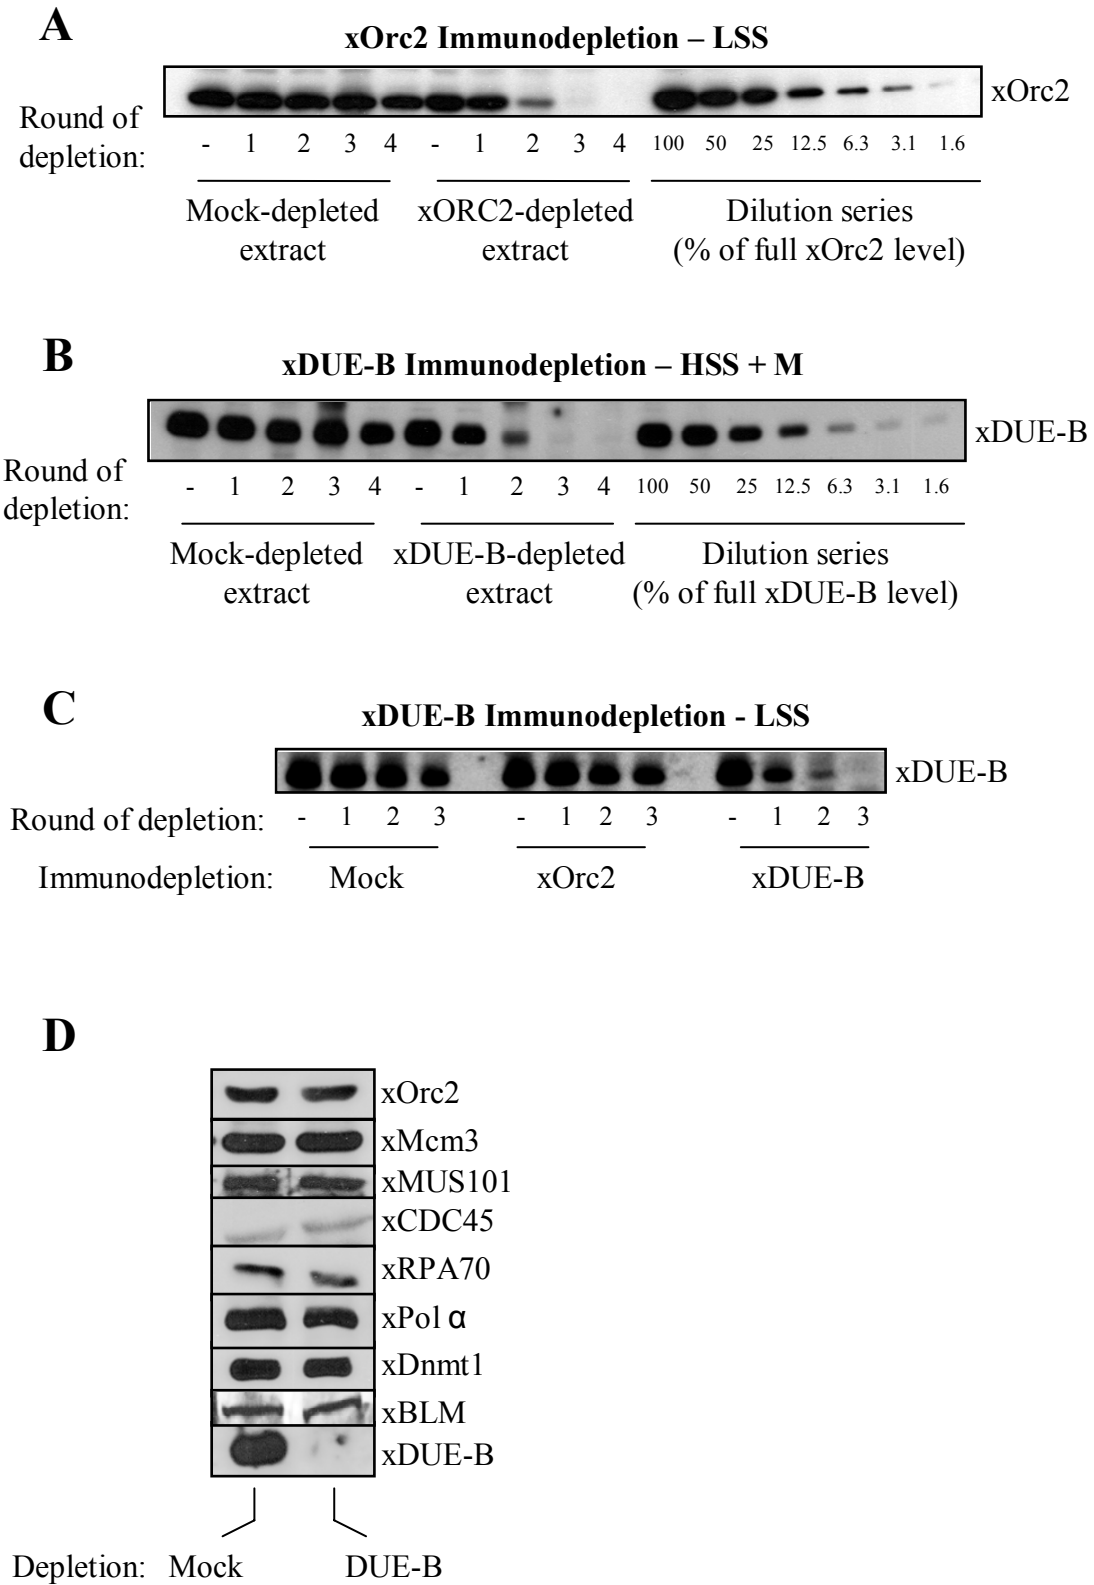 A
xOrc2 Immunodepletion – LSS
xOrc2
Round of
depletion:
- 1 2 3 4 - 1 2 3 4 100 50 25 12.5 6.3 3.1 1.6
Mock-depleted xORC2-depleted Dilution series
extract extract (% of full xOrc2 level)
B
xDUE-B Immunodepletion – HSS + M
xDUE-B
Round of
depletion:
- 1 2 3 4 - 1 2 3 4 100 50 25 12.5 6.3 3.1 1.6
Mock-depleted xDUE-B-depleted Dilution series
extract extract (% of full xDUE-B level)
C
xDUE-B Immunodepletion - LSS
xDUE-B
Round of depletion: - 1 2 3 - 1 2 3 - 1 2 3
Immunodepletion: Mock xOrc2 xDUE-B
D
xOrc2
xMcm3
xMUS101
xCDC45
xRPA70
xPol α
xDnmt1
xBLM
xDUE-B
Depletion: Mock DUE-B